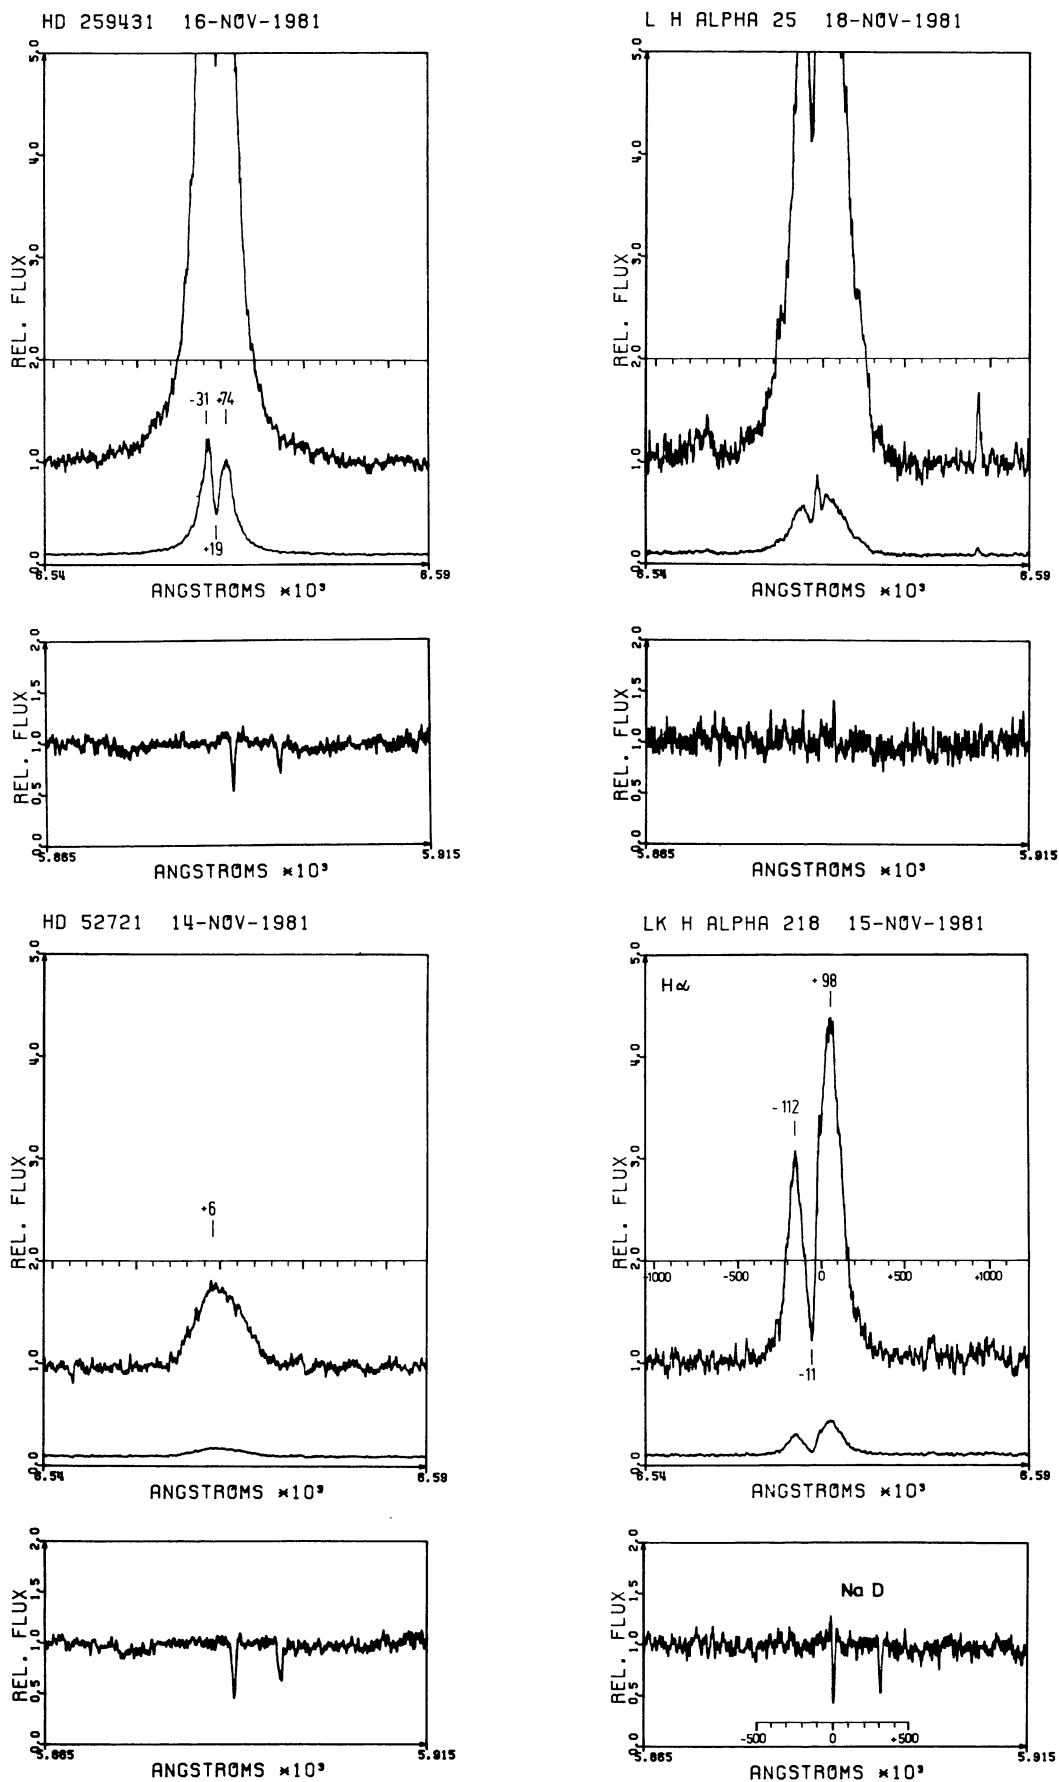 HD 259431 16-NOV-1981
REL. FLUX
5.0
4.0
3.0
2.0
1.0
0.0
-31 +74
+19
6.54 6.59
ANGSTROMS *10³
REL. FLUX
2.0
1.5
1.0
0.5
0.0
5.865 5.915
ANGSTROMS *10³
L H ALPHA 25 18-NOV-1981
REL. FLUX
5.0
4.0
3.0
2.0
1.0
0.0
6.54 6.59
ANGSTROMS *10³
REL. FLUX
2.0
1.5
1.0
0.5
0.0
5.865 5.915
ANGSTROMS *10³
HD 52721 14-NOV-1981
REL. FLUX
5.0
4.0
3.0
2.0
1.0
0.0
+6
6.54 6.59
ANGSTROMS *10³
REL. FLUX
2.0
1.5
1.0
0.5
0.0
5.865 5.915
ANGSTROMS *10³
LK H ALPHA 218 15-NOV-1981
Hα
REL. FLUX
5.0
4.0
3.0
2.0
1.0
0.0
+98
-112
-1000 -500 0 +500 +1000
-11
6.54 6.59
ANGSTROMS *10³
REL. FLUX
2.0
1.5
1.0
0.5
0.0
Na D
-500 0 +500
5.865 5.915
ANGSTROMS *10³